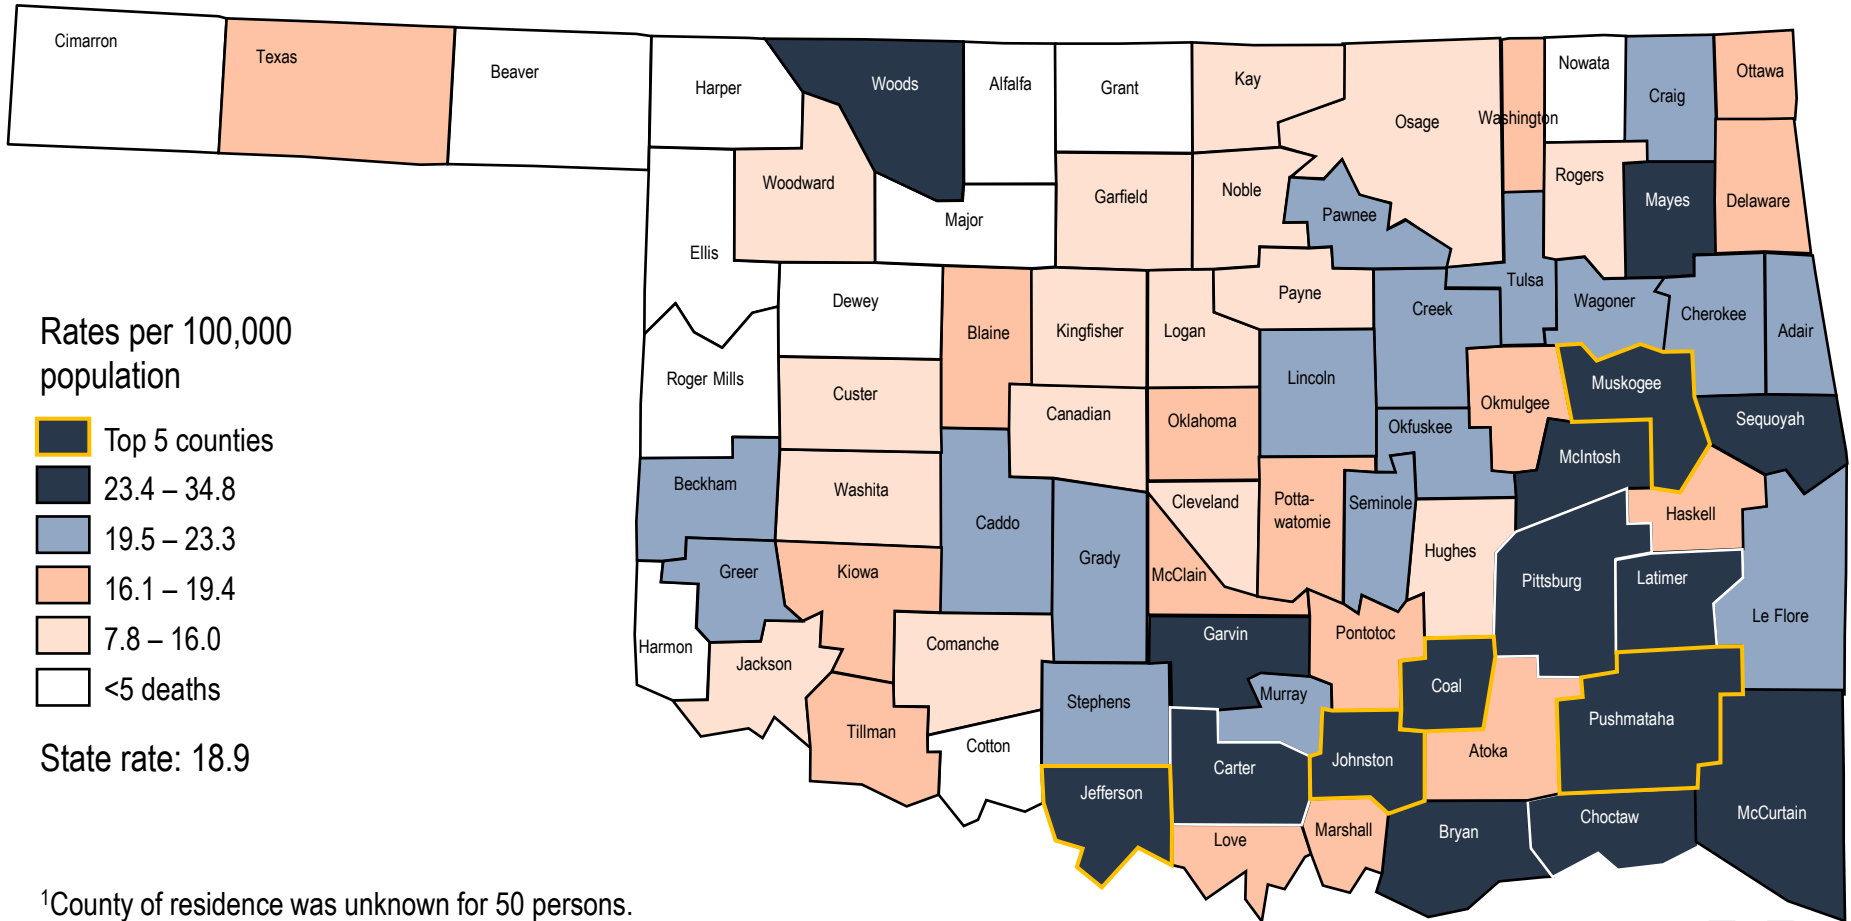 Cimarron
Texas
Beaver
Harper
Woods
Alfalfa
Grant
Kay
Osage
Washington
Nowata
Craig
Ottawa
Woodward
Major
Garfield
Noble
Pawnee
Rogers
Mayes
Delaware
Ellis
Dewey
Blaine
Kingfisher
Logan
Payne
Creek
Tulsa
Wagoner
Cherokee
Adair
Roger Mills
Custer
Canadian
Oklahoma
Lincoln
Okfuskee
Okmulgee
Muskogee
Sequoyah
McIntosh
Beckham
Washita
Caddo
Grady
Cleveland
Potta-
watomie
Seminole
Hughes
Haskell
Greer
Kiowa
McClain
Pittsburg
Latimer
Le Flore
Harmon
Jackson
Comanche
Garvin
Pontotoc
Coal
Stephens
Murray
Tillman
Cotton
Carter
Johnston
Atoka
Pushmataha
Jefferson
Love
Marshall
Bryan
Choctaw
McCurtain
Rates per 100,000
population
Top 5 counties
23.4 – 34.8
19.5 – 23.3
16.1 – 19.4
7.8 – 16.0
<5 deaths
State rate: 18.9
¹County of residence was unknown for 50 persons.